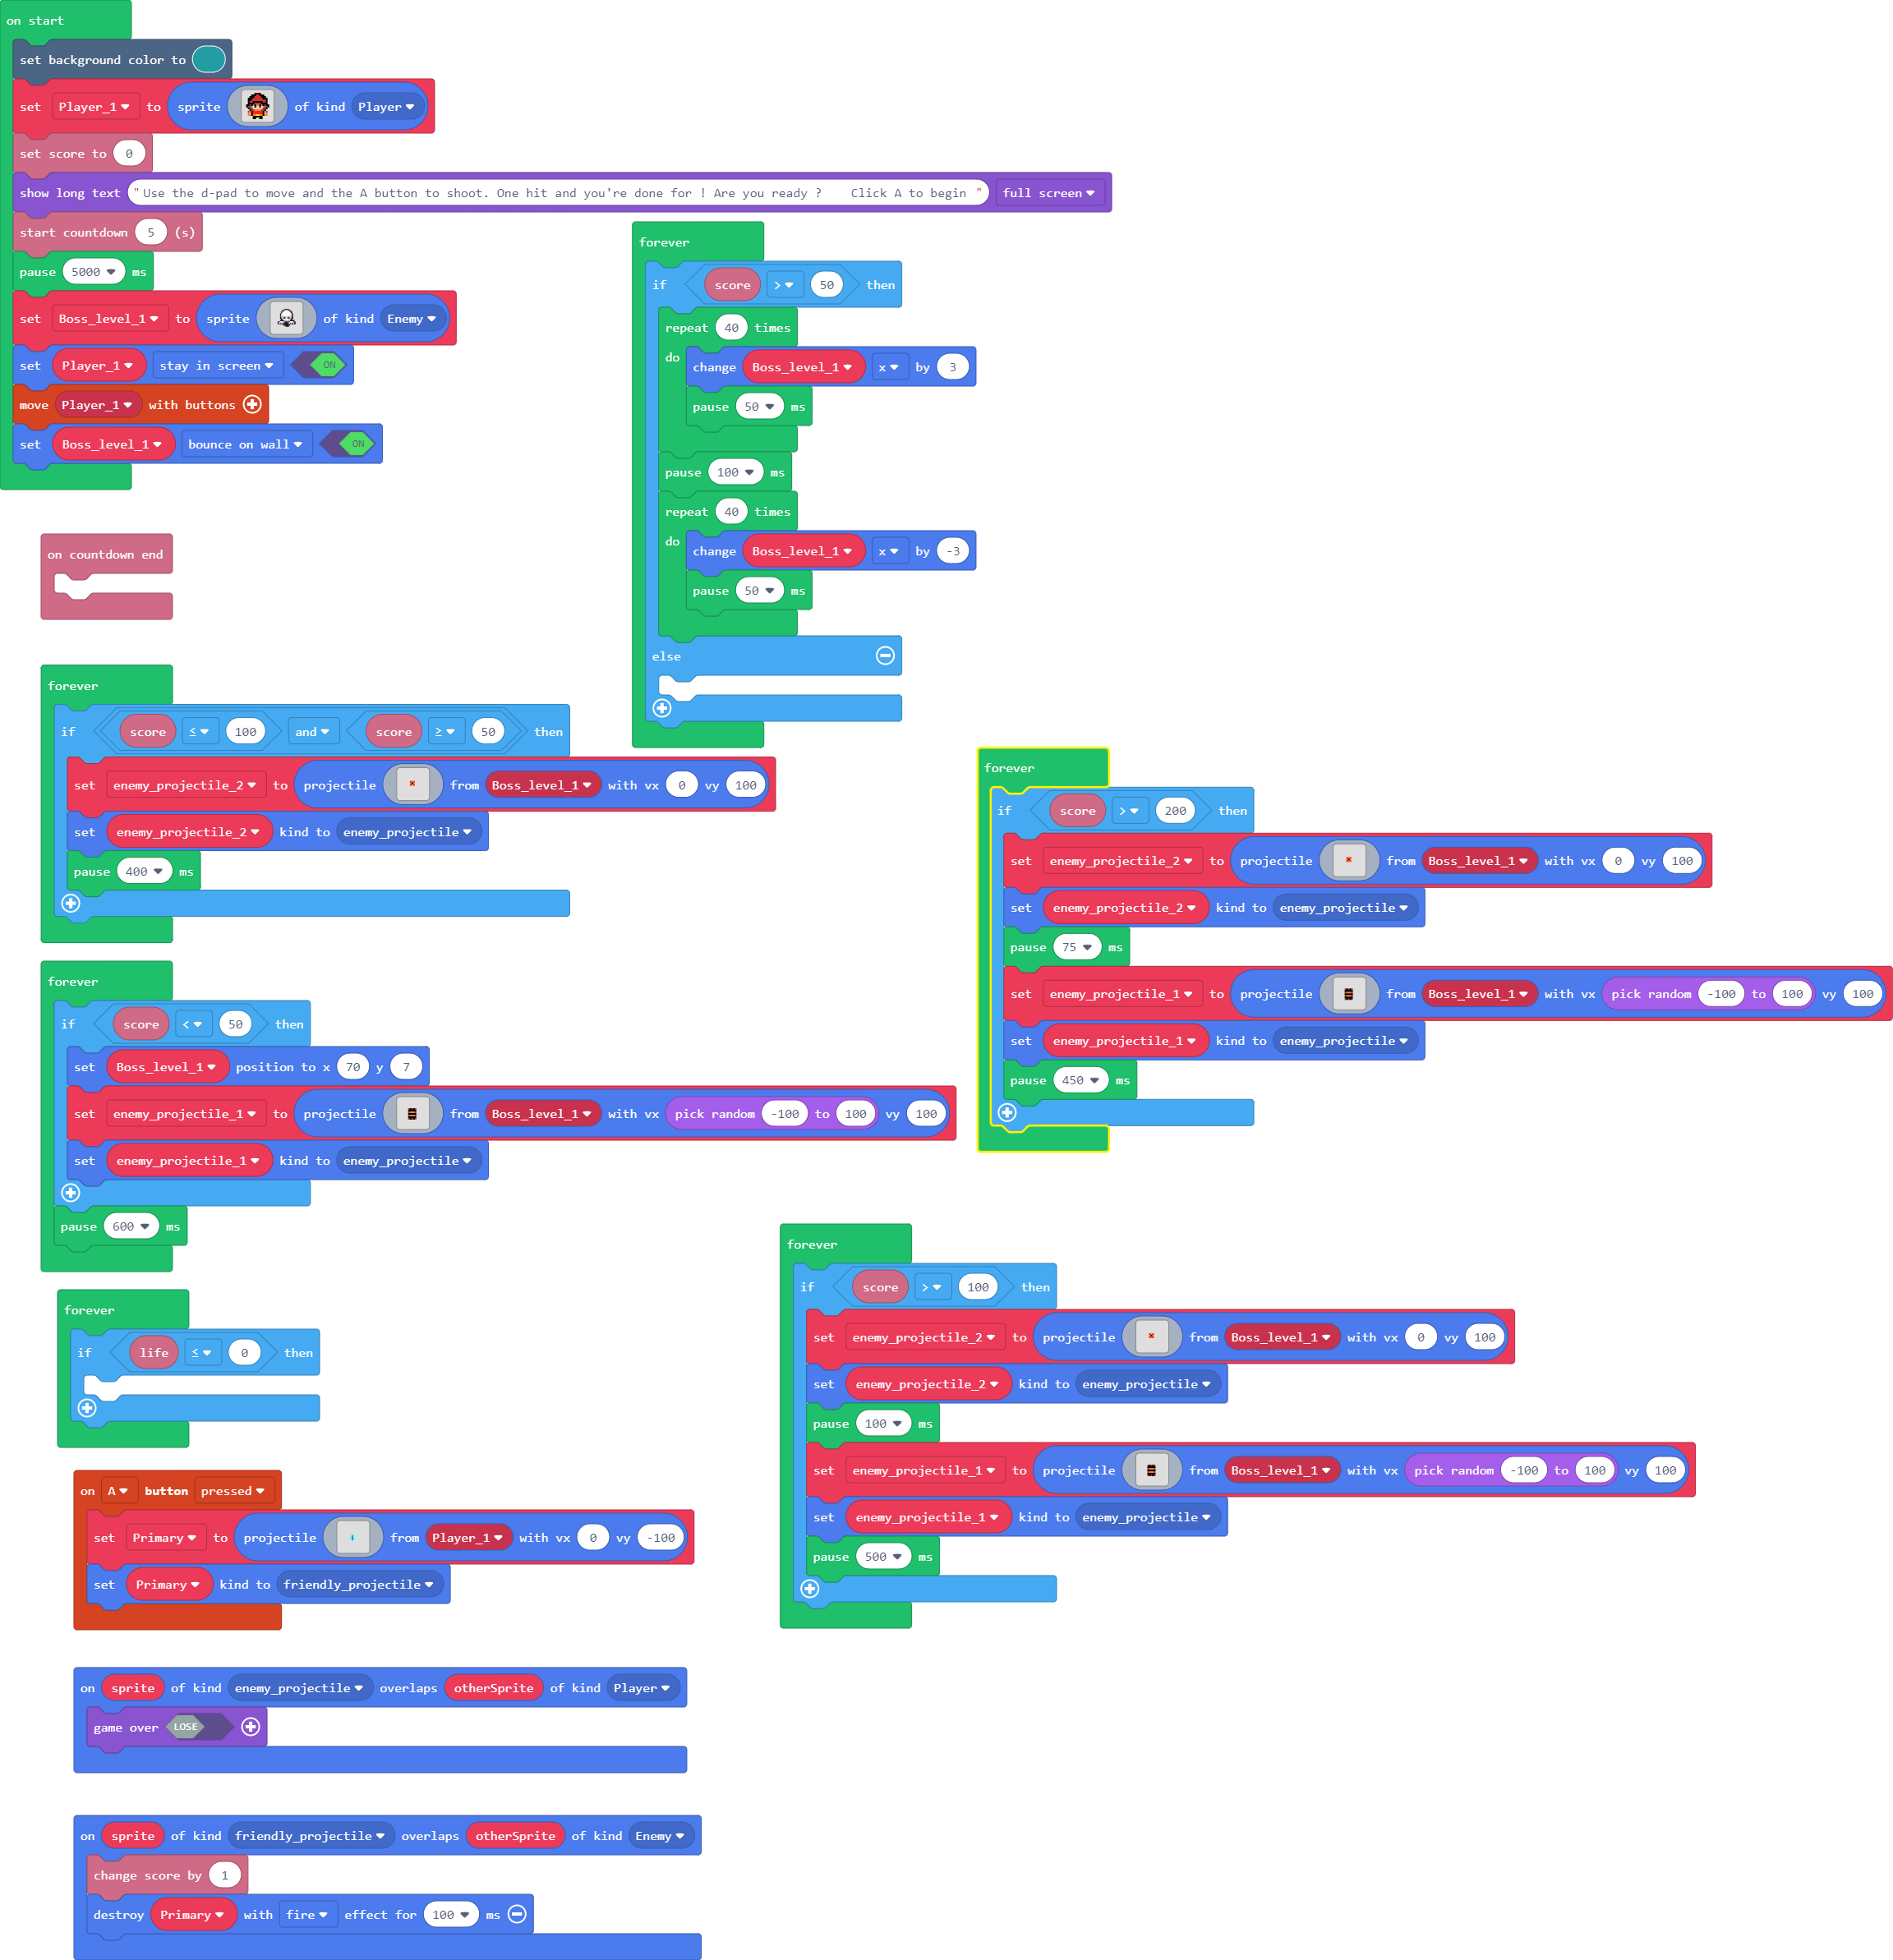 on start
set background color to
set Player_1 to sprite of kind Player
set score to 0
show long text "Use the d-pad to move and the A button to shoot. One hit and you're done for ! Are you ready ? Click A to begin " full screen
start countdown 5 (s)
pause 5000 ms
set Boss_level_1 to sprite of kind Enemy
set Player_1 stay in screen ON
move Player_1 with buttons
set Boss_level_1 bounce on wall ON
on countdown end
forever
if score ≤ 100 and score ≥ 50 then
set enemy_projectile_2 to projectile from Boss_level_1 with vx 0 vy 100
set enemy_projectile_2 kind to enemy_projectile
pause 400 ms
forever
if score < 50 then
set Boss_level_1 position to x 70 y 7
set enemy_projectile_1 to projectile from Boss_level_1 with vx pick random -100 to 100 vy 100
set enemy_projectile_1 kind to enemy_projectile
pause 600 ms
forever
if life ≤ 0 then
on A button pressed
set Primary to projectile from Player_1 with vx 0 vy -100
set Primary kind to friendly_projectile
on sprite of kind enemy_projectile overlaps otherSprite of kind Player
game over LOSE
on sprite of kind friendly_projectile overlaps otherSprite of kind Enemy
change score by 1
destroy Primary with fire effect for 100 ms
forever
if score > 50 then
repeat 40 times
do change Boss_level_1 x by 3
pause 50 ms
pause 100 ms
repeat 40 times
do change Boss_level_1 x by -3
pause 50 ms
else
forever
if score > 200 then
set enemy_projectile_2 to projectile from Boss_level_1 with vx 0 vy 100
set enemy_projectile_2 kind to enemy_projectile
pause 75 ms
set enemy_projectile_1 to projectile from Boss_level_1 with vx pick random -100 to 100 vy 100
set enemy_projectile_1 kind to enemy_projectile
pause 450 ms
forever
if score > 100 then
set enemy_projectile_2 to projectile from Boss_level_1 with vx 0 vy 100
set enemy_projectile_2 kind to enemy_projectile
pause 100 ms
set enemy_projectile_1 to projectile from Boss_level_1 with vx pick random -100 to 100 vy 100
set enemy_projectile_1 kind to enemy_projectile
pause 500 ms